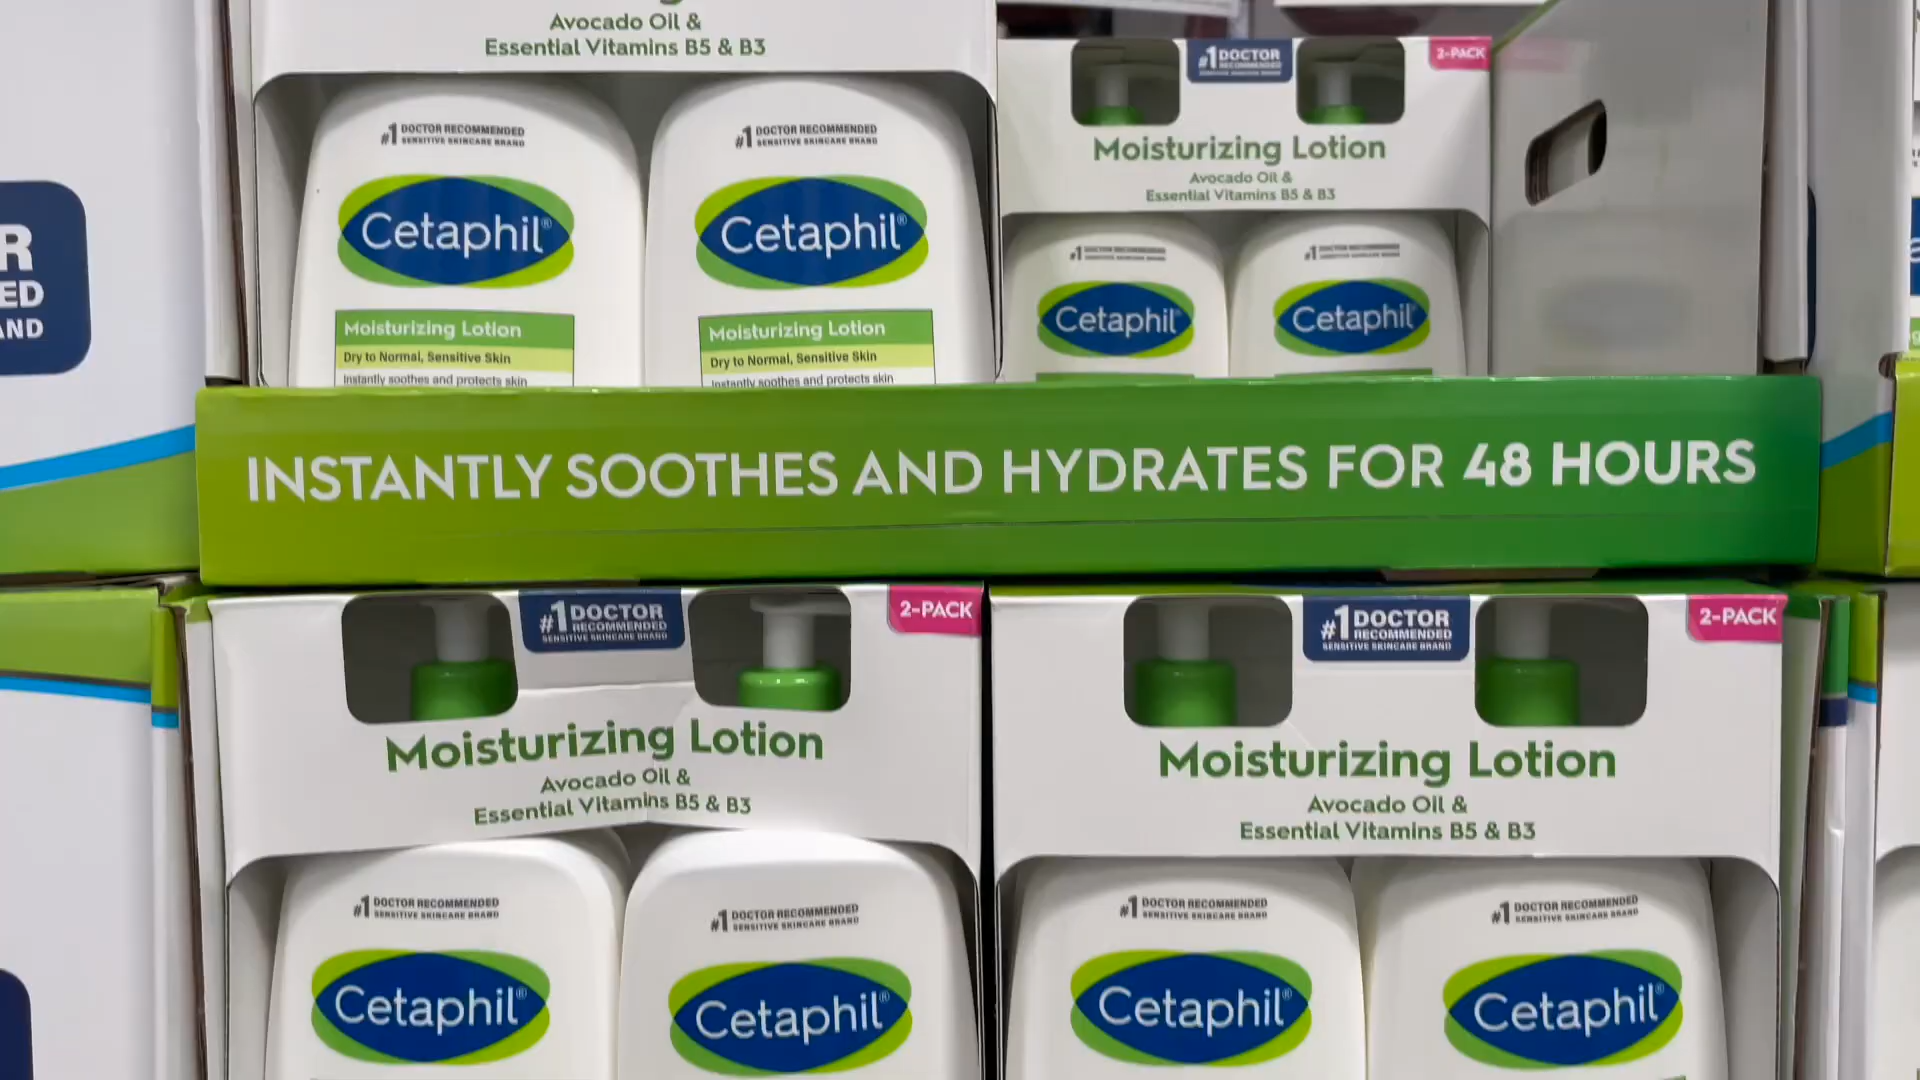 Avocado Oil &
Essential Vitamins B5 & B3
#1 DOCTOR RECOMMENDED
SENSITIVE SKINCARE BRAND
Cetaphil®
Moisturizing Lotion
Dry to Normal, Sensitive Skin
Instantly soothes and protects skin
#1 DOCTOR RECOMMENDED
SENSITIVE SKINCARE BRAND
Cetaphil®
Moisturizing Lotion
Dry to Normal, Sensitive Skin
Instantly soothes and protects skin
#1 DOCTOR
RECOMMENDED
2-PACK
Moisturizing Lotion
Avocado Oil &
Essential Vitamins B5 & B3
#1
Cetaphil
#1
Cetaphil
R
ED
AND
INSTANTLY SOOTHES AND HYDRATES FOR 48 HOURS
#1 DOCTOR
RECOMMENDED
SENSITIVE SKINCARE BRAND
2-PACK
Moisturizing Lotion
Avocado Oil &
Essential Vitamins B5 & B3
#1 DOCTOR RECOMMENDED
SENSITIVE SKINCARE BRAND
Cetaphil®
#1 DOCTOR RECOMMENDED
SENSITIVE SKINCARE BRAND
Cetaphil®
#1 DOCTOR
RECOMMENDED
SENSITIVE SKINCARE BRAND
2-PACK
Moisturizing Lotion
Avocado Oil &
Essential Vitamins B5 & B3
#1 DOCTOR RECOMMENDED
SENSITIVE SKINCARE BRAND
Cetaphil®
#1 DOCTOR RECOMMENDED
SENSITIVE SKINCARE BRAND
Cetaphil®